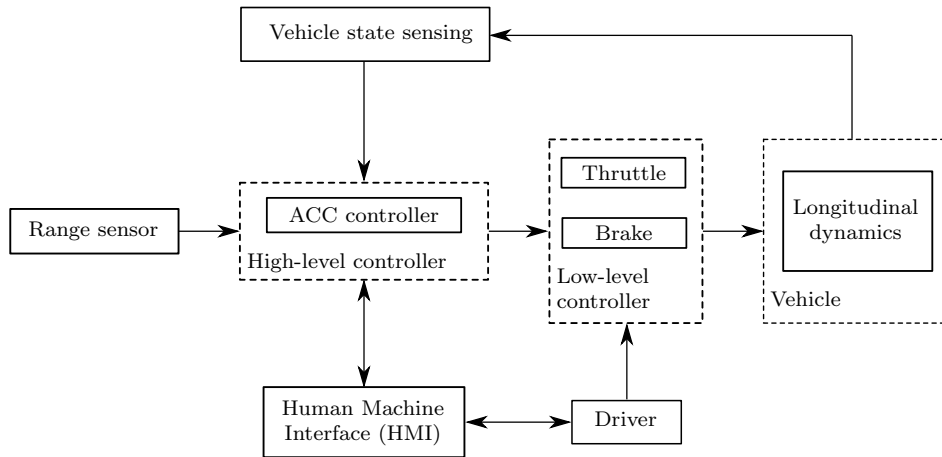 Vehicle state sensing
Thruttle
ACC controller
Longitudinal
dynamics
Range sensor
Brake
High-level controller
Low-level
controller
Vehicle
Human Machine
Interface (HMI)
Driver